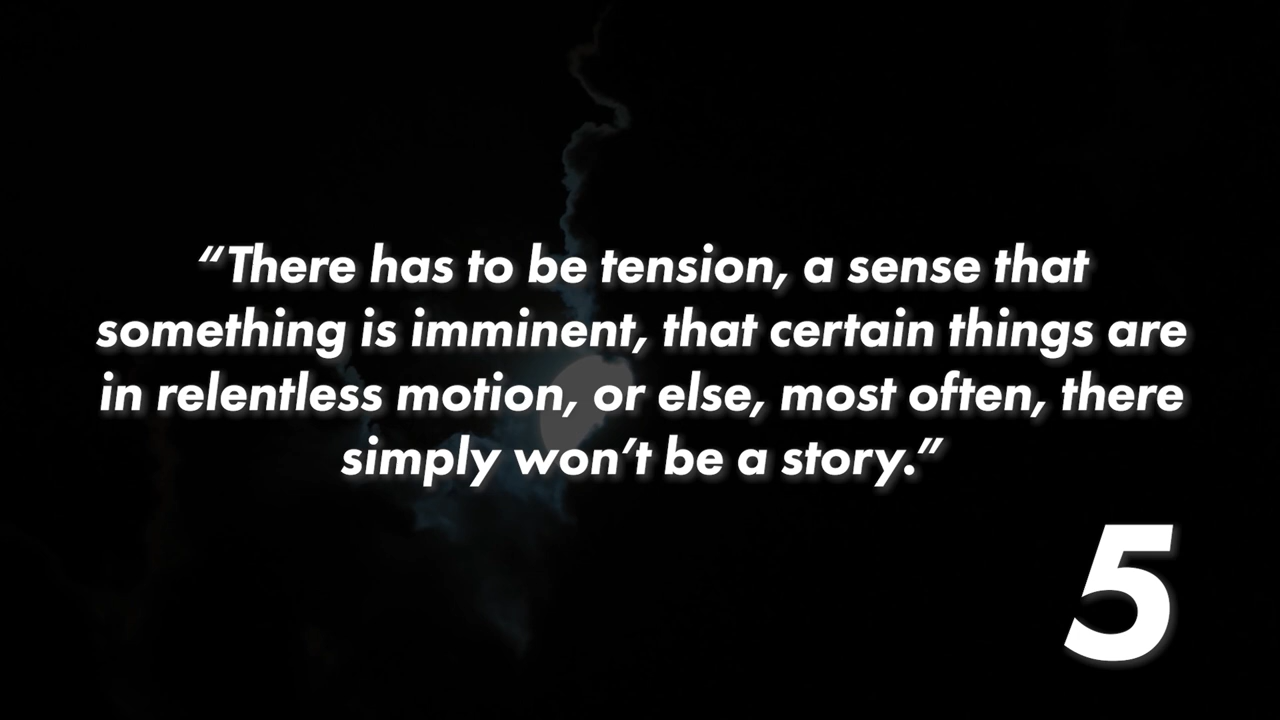 “There has to be tension, a sense that
something is imminent, that certain things are
in relentless motion, or else, most often, there
simply won’t be a story.”
5